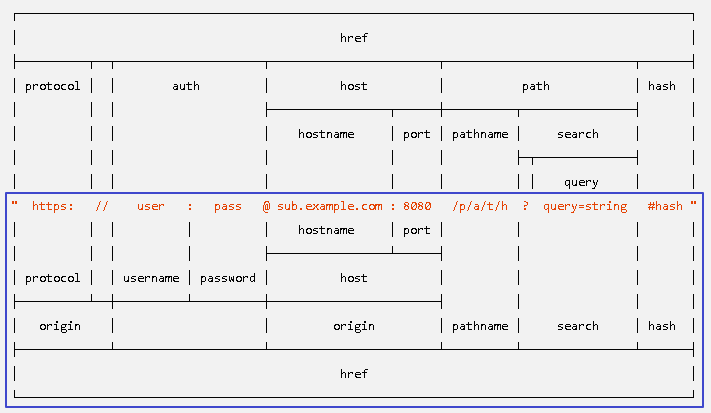 href
protocol auth host path hash
hostname port pathname search
query
" https: // user : pass @ sub.example.com : 8080 /p/a/t/h ? query=string #hash "
hostname port
protocol username password host
origin origin pathname search hash
href